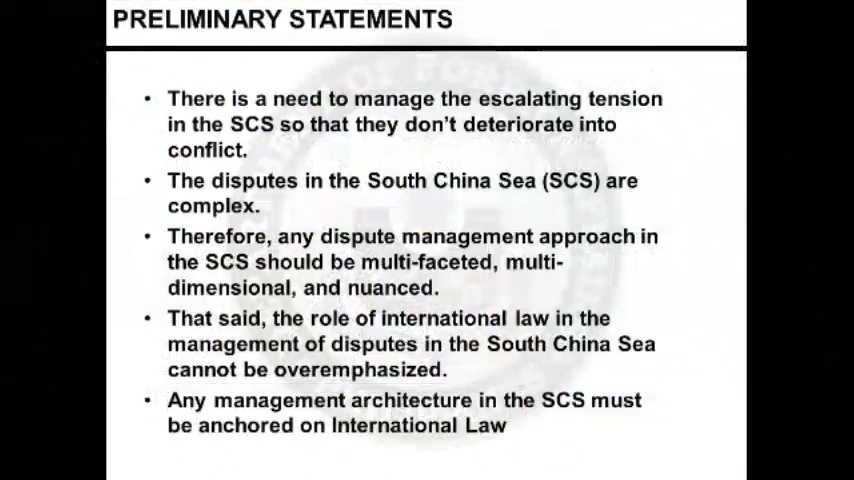 PRELIMINARY STATEMENTS
• There is a need to manage the escalating tension
in the SCS so that they don't deteriorate into
conflict.
• The disputes in the South China Sea (SCS) are
complex.
• Therefore, any dispute management approach in
the SCS should be multi-faceted, multi-
dimensional, and nuanced.
• That said, the role of international law in the
management of disputes in the South China Sea
cannot be overemphasized.
• Any management architecture in the SCS must
be anchored on International Law